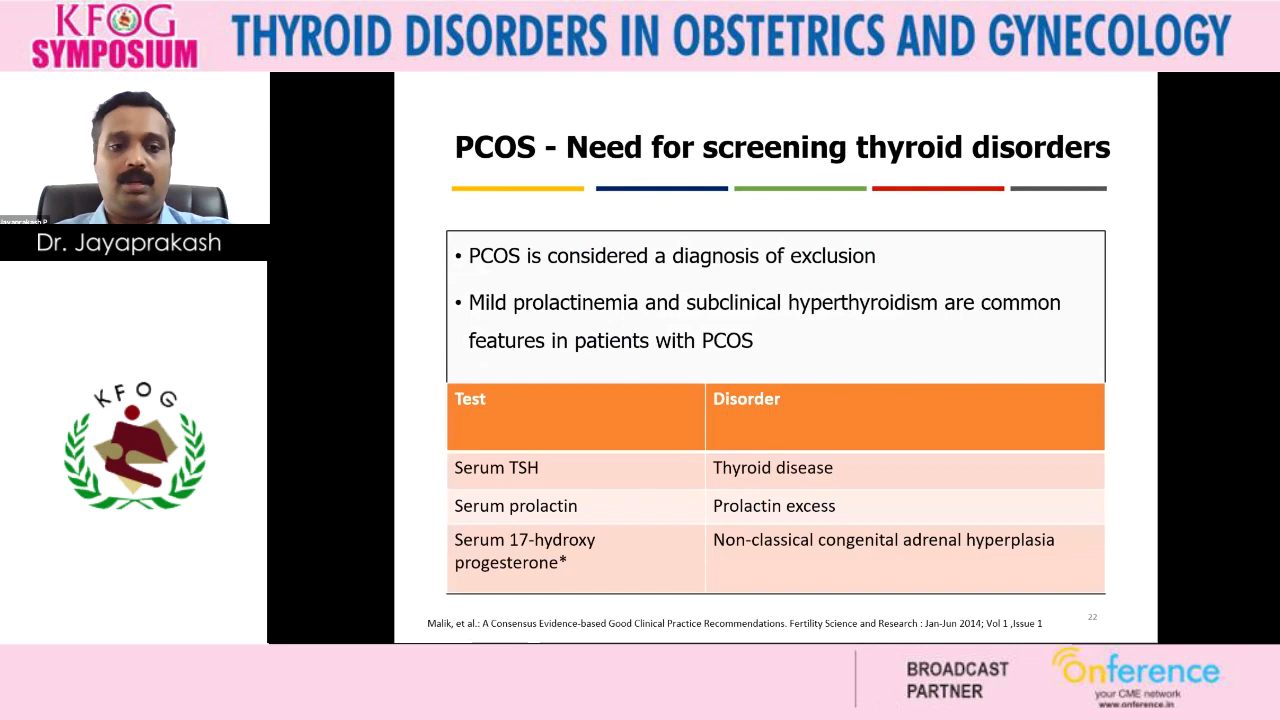 KFOG
SYMPOSIUM
THYROID DISORDERS IN OBSTETRICS AND GYNECOLOGY
Jayaprakash P
Dr. Jayaprakash
KFOG
PCOS - Need for screening thyroid disorders
• PCOS is considered a diagnosis of exclusion
• Mild prolactinemia and subclinical hyperthyroidism are common
features in patients with PCOS
Test Disorder
Serum TSH Thyroid disease
Serum prolactin Prolactin excess
Serum 17-hydroxy Non-classical congenital adrenal hyperplasia
progesterone*
Malik, et al.: A Consensus Evidence-based Good Clinical Practice Recommendations. Fertility Science and Research : Jan-Jun 2014; Vol 1 ,Issue 1
22
BROADCAST
PARTNER
Onference
your CME network
www.onference.in